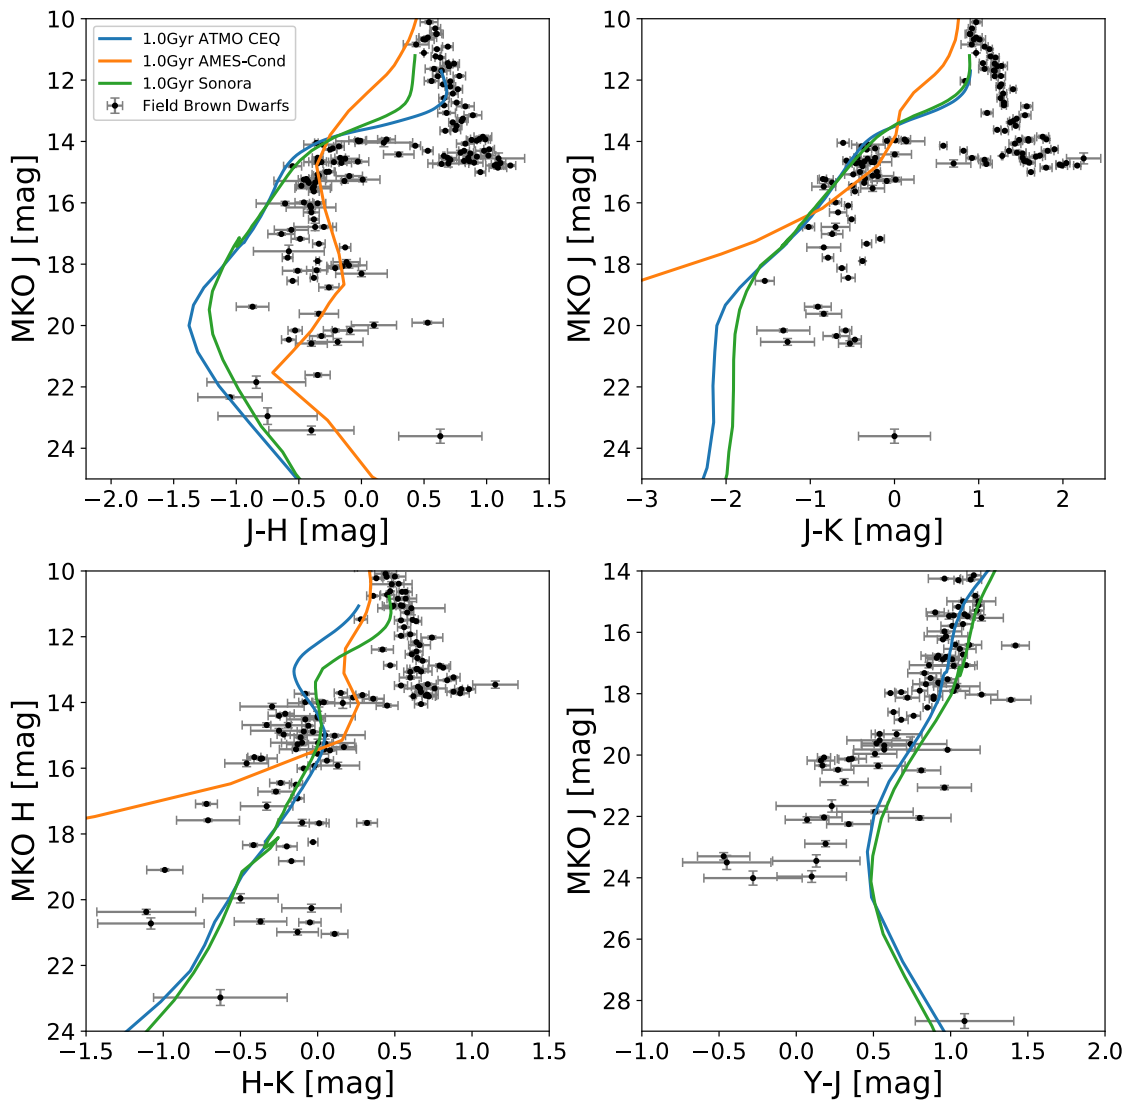 10
12
14
16
18
20
22
24
MKO J [mag]
1.0Gyr ATMO CEQ
1.0Gyr AMES-Cond
1.0Gyr Sonora
Field Brown Dwarfs
−2.0 −1.5 −1.0 −0.5 0.0 0.5 1.0 1.5
J-H [mag]
10
12
14
16
18
20
22
24
MKO J [mag]
−3 −2 −1 0 1 2
J-K [mag]
10
12
14
16
18
20
22
24
MKO H [mag]
−1.5 −1.0 −0.5 0.0 0.5 1.0 1.5
H-K [mag]
14
16
18
20
22
24
26
28
MKO J [mag]
−1.0 −0.5 0.0 0.5 1.0 1.5 2.0
Y-J [mag]